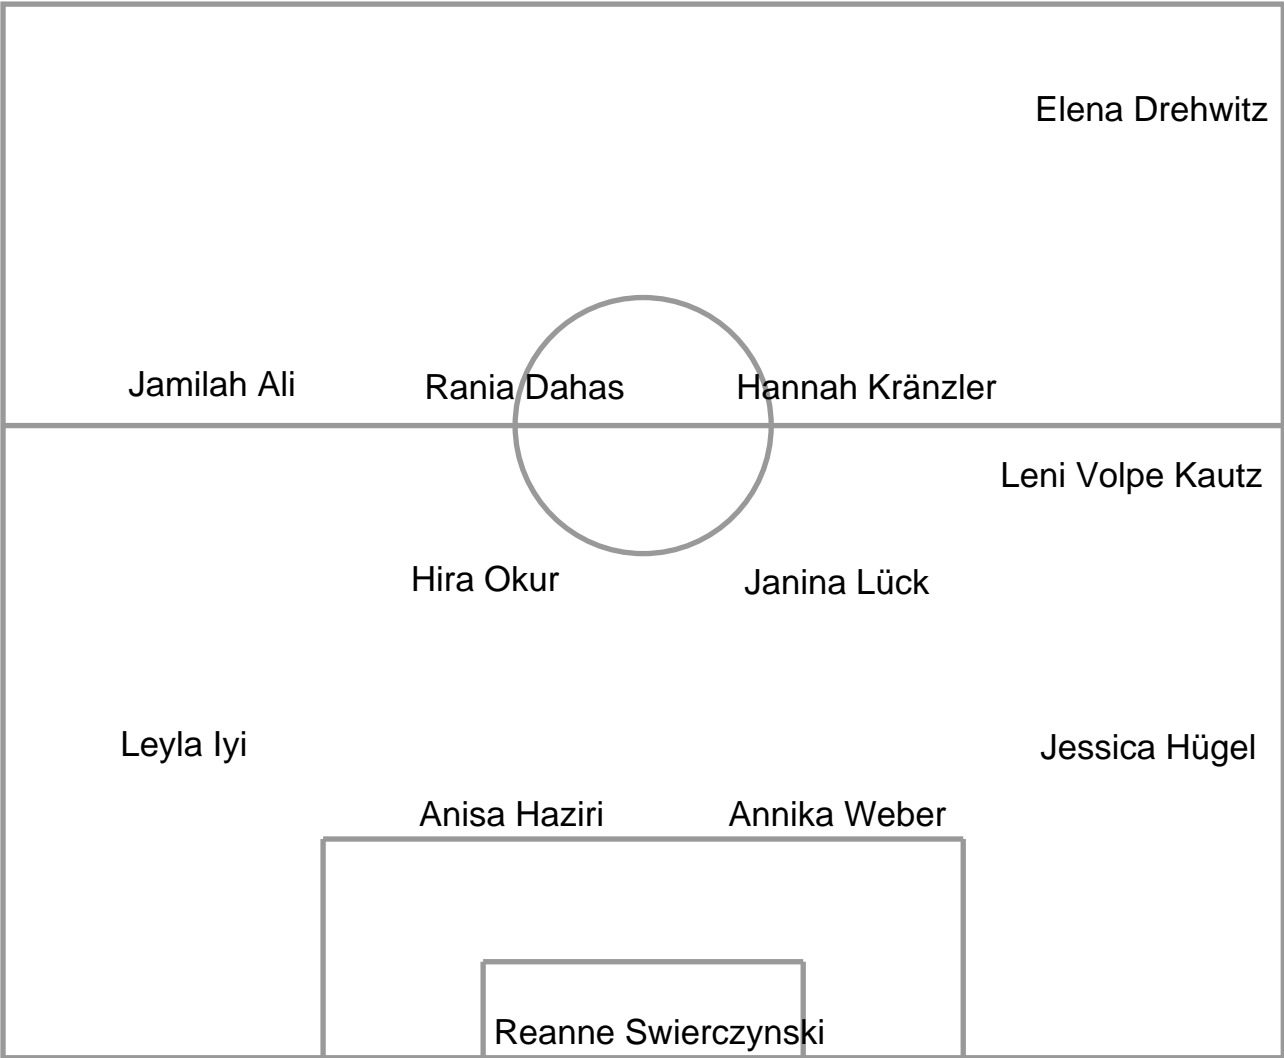 Elena Drehwitz
Jamilah Ali
Rania Dahas
Hannah Kränzler
Leni Volpe Kautz
Hira Okur
Janina Lück
Leyla Iyi
Jessica Hügel
Anisa Haziri
Annika Weber
Reanne Swierczynski